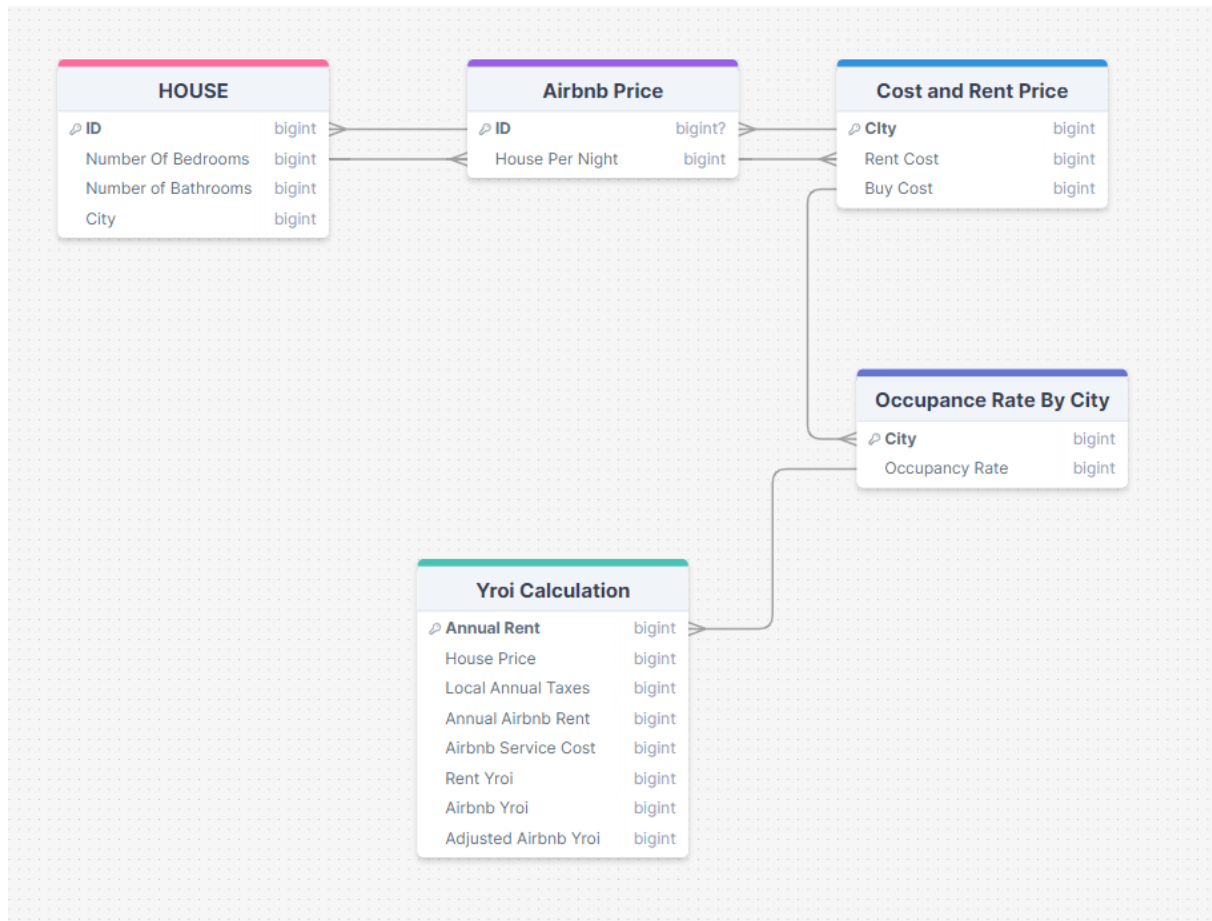 HOUSE
ID bigint
Number Of Bedrooms bigint
Number of Bathrooms bigint
City bigint
Airbnb Price
ID bigint?
House Per Night bigint
Cost and Rent Price
CIty bigint
Rent Cost bigint
Buy Cost bigint
Occupance Rate By City
City bigint
Occupancy Rate bigint
Yroi Calculation
Annual Rent bigint
House Price bigint
Local Annual Taxes bigint
Annual Airbnb Rent bigint
Airbnb Service Cost bigint
Rent Yroi bigint
Airbnb Yroi bigint
Adjusted Airbnb Yroi bigint